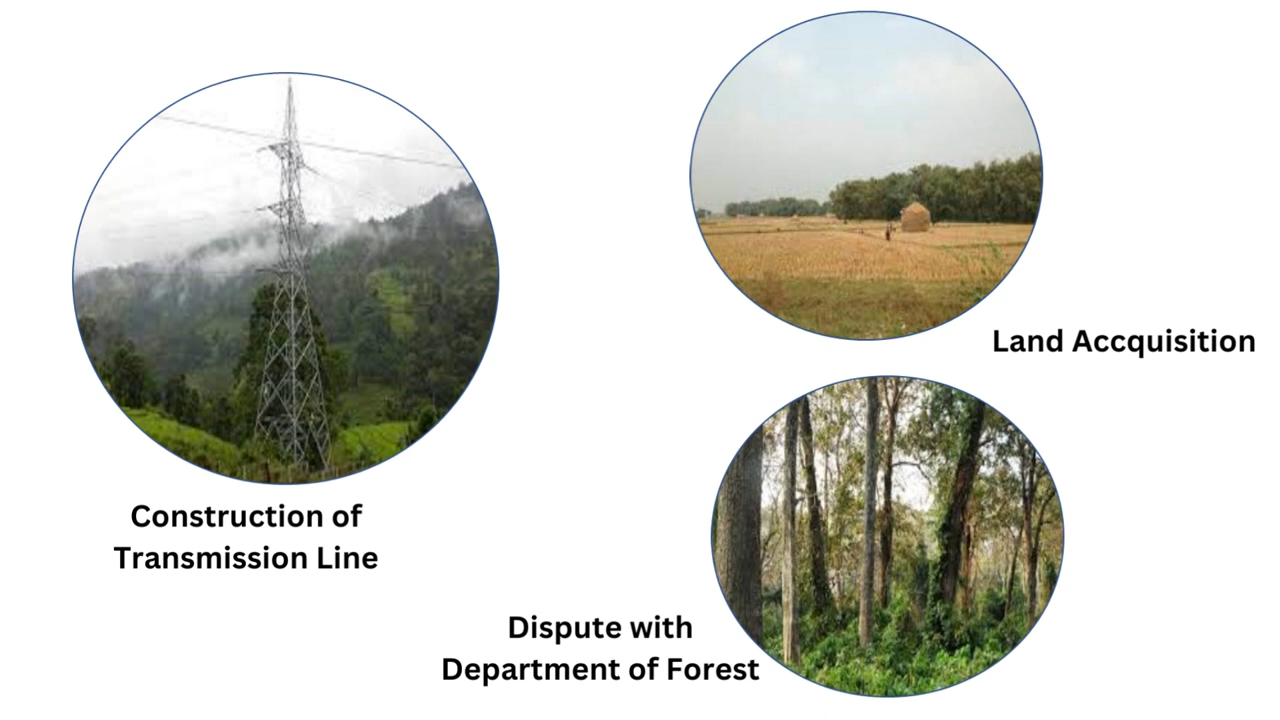 Land Accquisition
Construction of
Transmission Line
Dispute with
Department of Forest